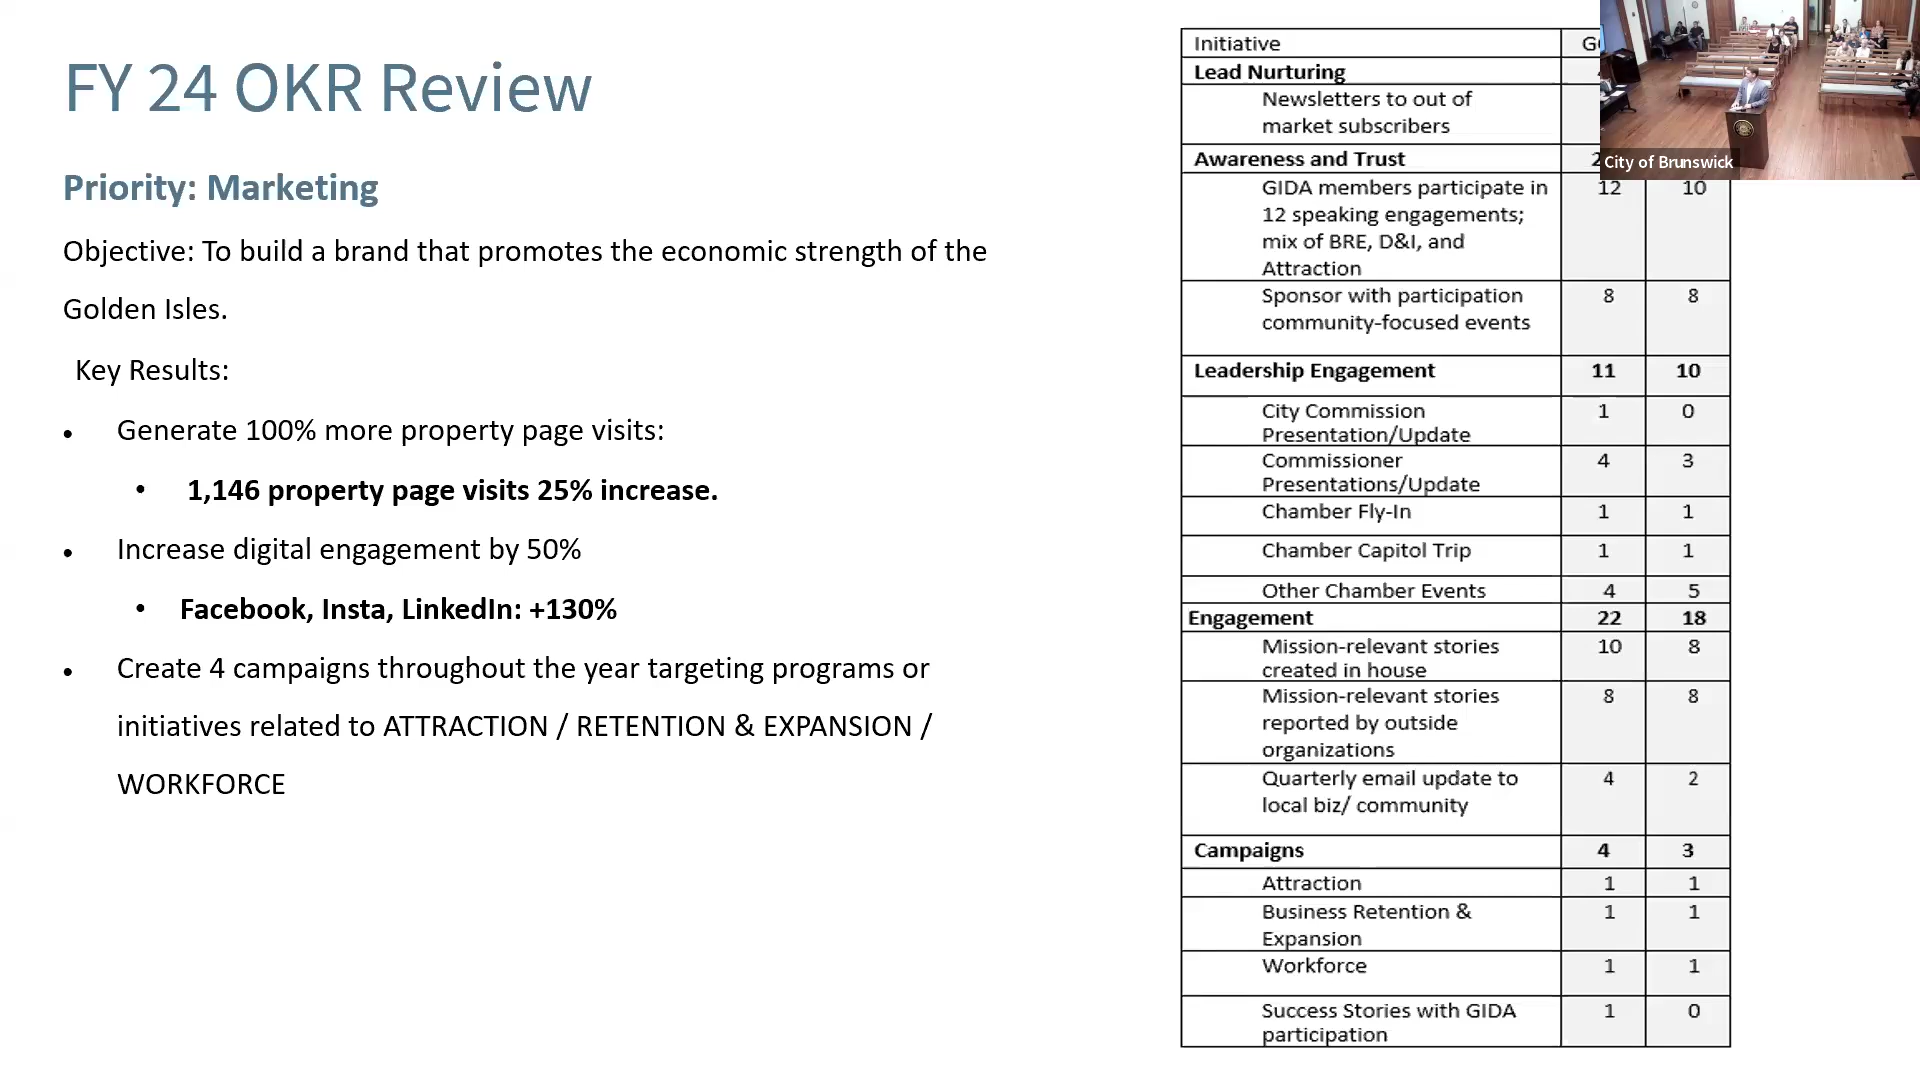 FY 24 OKR Review
Priority: Marketing
Objective: To build a brand that promotes the economic strength of the
Golden Isles.
Key Results:
• Generate 100% more property page visits:
• 1,146 property page visits 25% increase.
• Increase digital engagement by 50%
• Facebook, Insta, LinkedIn: +130%
• Create 4 campaigns throughout the year targeting programs or
initiatives related to ATTRACTION / RETENTION & EXPANSION /
WORKFORCE
Initiative
Lead Nurturing
Newsletters to out of
market subscribers
Awareness and Trust
GIDA members participate in 12 10
12 speaking engagements;
mix of BRE, D&I, and
Attraction
Sponsor with participation 8 8
community-focused events
Leadership Engagement 11 10
City Commission 1 0
Presentation/Update
Commissioner 4 3
Presentations/Update
Chamber Fly-In 1 1
Chamber Capitol Trip 1 1
Other Chamber Events 4 5
Engagement 22 18
Mission-relevant stories 10 8
created in house
Mission-relevant stories 8 8
reported by outside
organizations
Quarterly email update to 4 2
local biz/ community
Campaigns 4 3
Attraction 1 1
Business Retention & 1 1
Expansion
Workforce 1 1
Success Stories with GIDA 1 0
participation
City of Brunswick